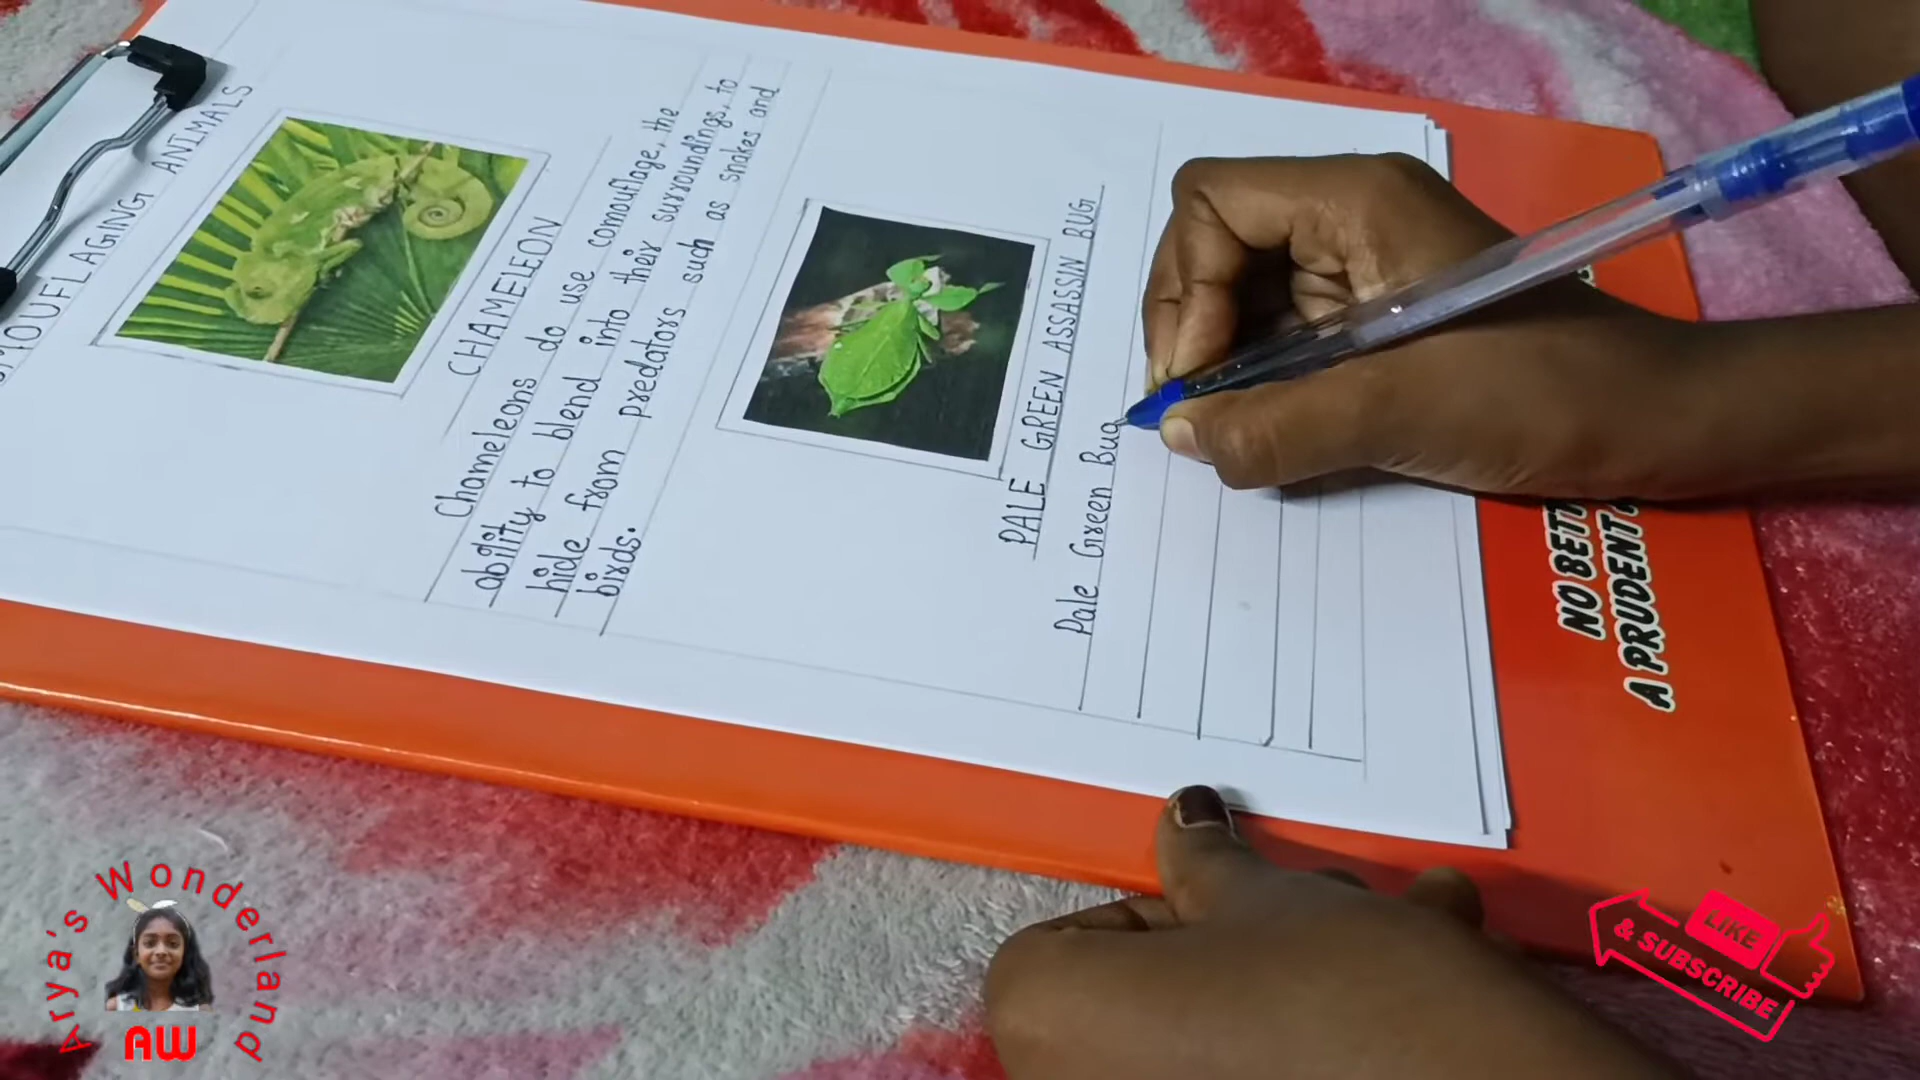 CAMOUFLAGING ANIMALS
CHAMELEON
Chameleons do use comouflage, the
ability to blend into their surroundings, to
hide from predators such as snakes and
birds.
PALE GREEN ASSASSIN BUG
Pale Green Bug
NO BETT
A PRUDENT
Arya's Wonderland
AW
LIKE
& SUBSCRIBE